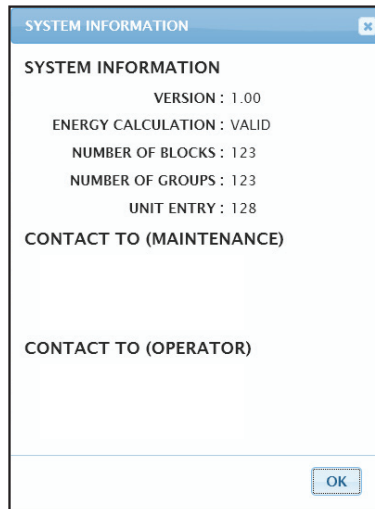 SYSTEM INFORMATION
SYSTEM INFORMATION
VERSION : 1.00
ENERGY CALCULATION : VALID
NUMBER OF BLOCKS : 123
NUMBER OF GROUPS : 123
UNIT ENTRY : 128
CONTACT TO (MAINTENANCE)
CONTACT TO (OPERATOR)
OK